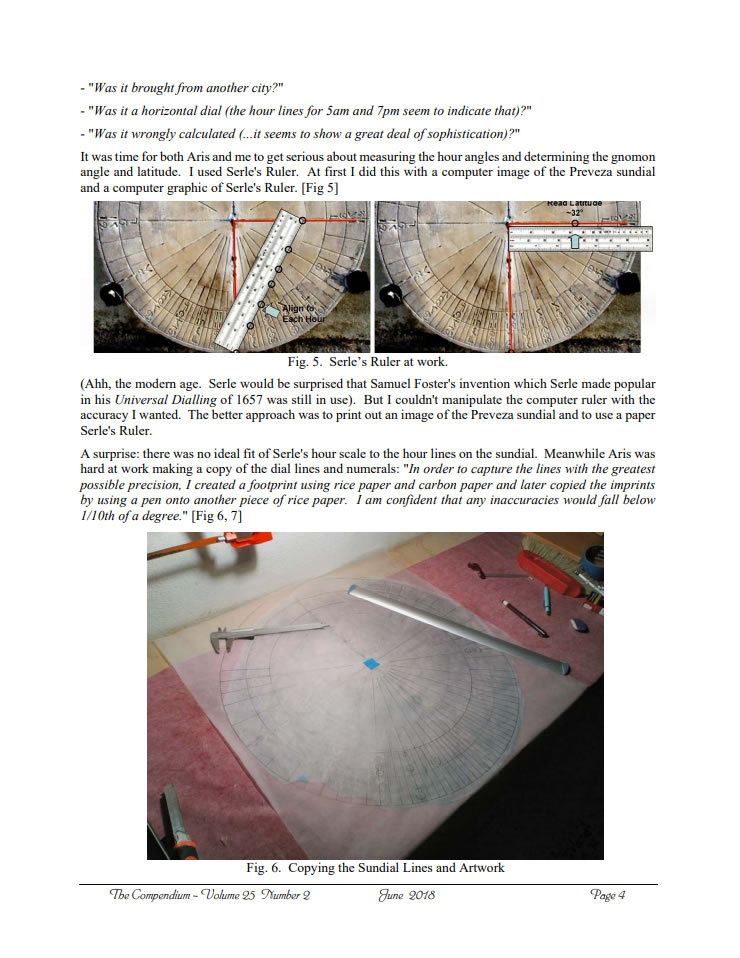 - "Was it brought from another city?"
- "Was it a horizontal dial (the hour lines for 5am and 7pm seem to indicate that)?"
- "Was it wrongly calculated (...it seems to show a great deal of sophistication)?"
It was time for both Aris and me to get serious about measuring the hour angles and determining the gnomon
angle and latitude. I used Serle's Ruler. At first I did this with a computer image of the Preveza sundial
and a computer graphic of Serle's Ruler. [Fig 5]
Align to
Each Hour
Read Latitude
~32°
Fig. 5. Serle's Ruler at work.
(Ahh, the modern age. Serle would be surprised that Samuel Foster's invention which Serle made popular
in his Universal Dialling of 1657 was still in use). But I couldn't manipulate the computer ruler with the
accuracy I wanted. The better approach was to print out an image of the Preveza sundial and to use a paper
Serle's Ruler.
A surprise: there was no ideal fit of Serle's hour scale to the hour lines on the sundial. Meanwhile Aris was
hard at work making a copy of the dial lines and numerals: "In order to capture the lines with the greatest
possible precision, I created a footprint using rice paper and carbon paper and later copied the imprints
by using a pen onto another piece of rice paper. I am confident that any inaccuracies would fall below
1/10th of a degree." [Fig 6, 7]
Fig. 6. Copying the Sundial Lines and Artwork
The Compendium ~ Volume 25 Number 2 June 2018 Page 4